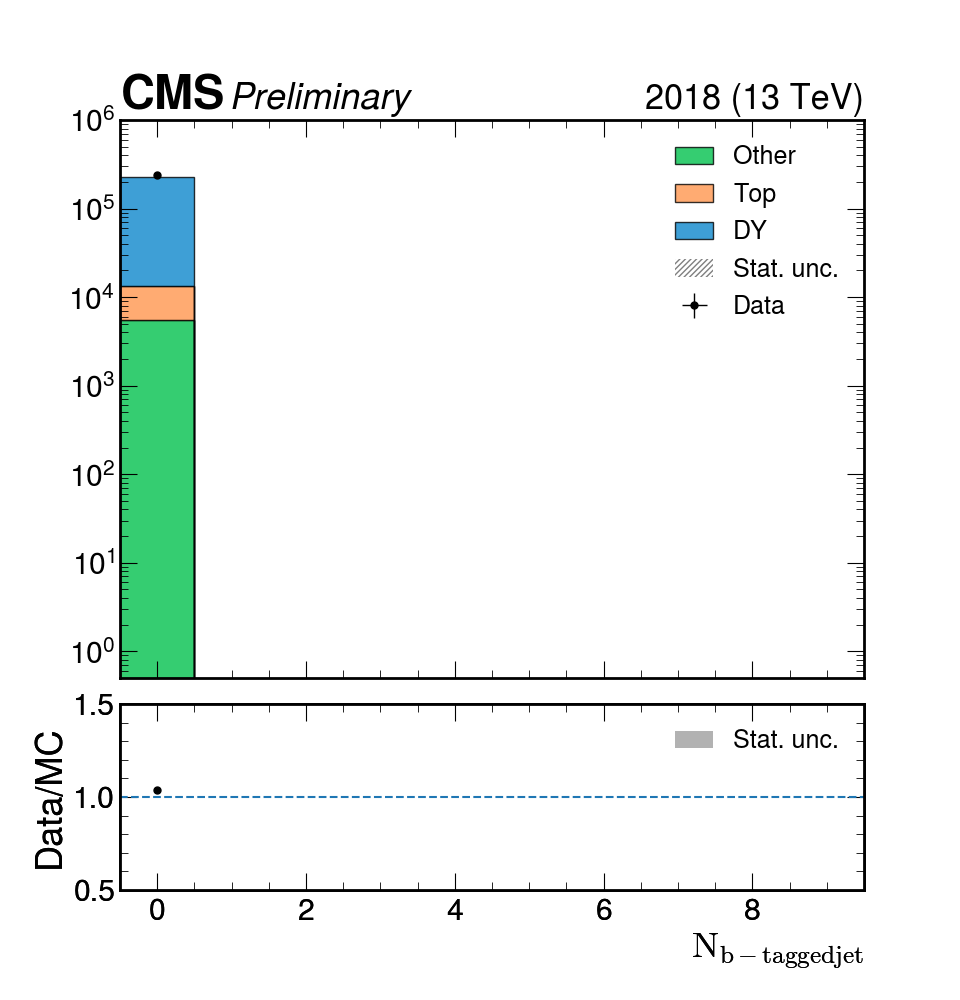 CMS Preliminary 2018 (13 TeV)
10^6
10^5
10^4
10^3
10^2
10^1
10^0
Other
Top
DY
Stat. unc.
Data
1.5
1.0
0.5
Data/MC
Stat. unc.
0 2 4 6 8
N_{b-taggedjet}